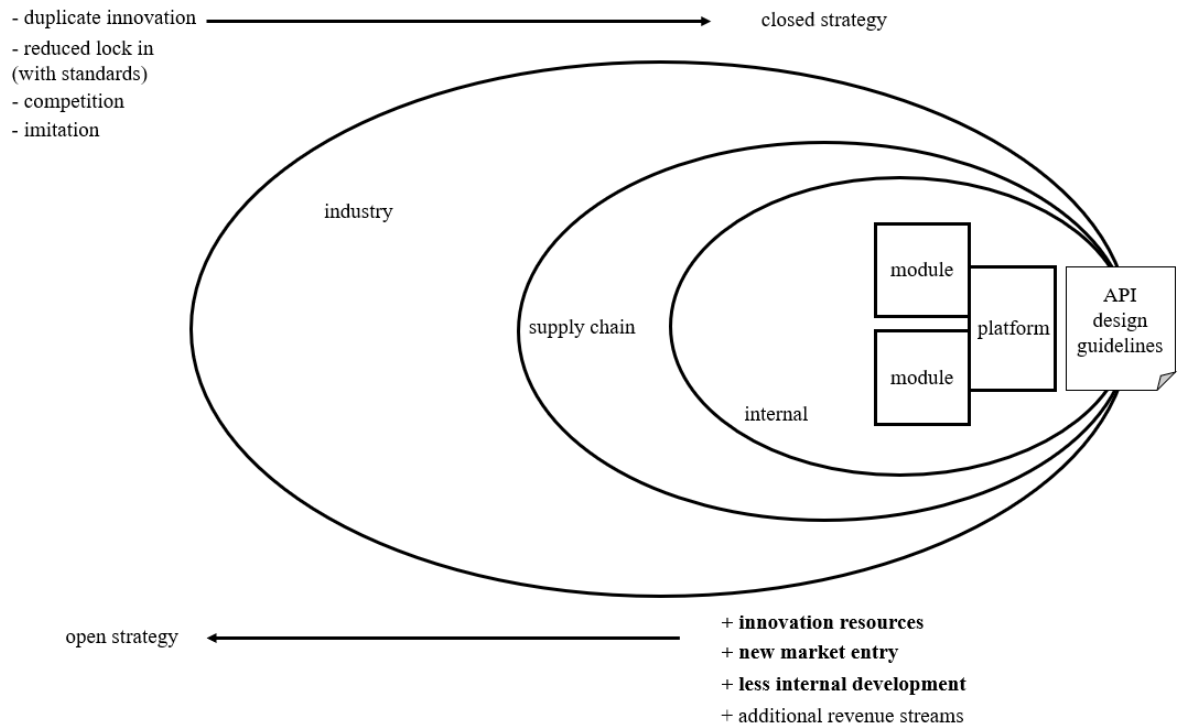 - duplicate innovation
closed strategy
- reduced lock in
(with standards)
- competition
- imitation
industry
supply chain
internal
module
module
platform
API
design
guidelines
open strategy
+ innovation resources
+ new market entry
+ less internal development
+ additional revenue streams